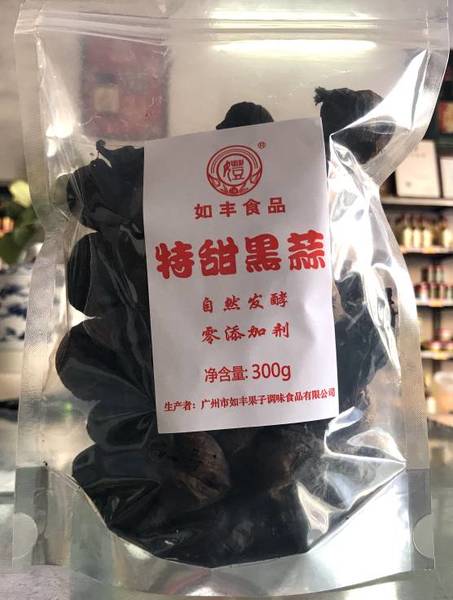 ®
如丰食品
特甜黑蒜
自然发酵
零添加剂
净含量: 300g
生产者：广州市如丰果子调味食品有限公司